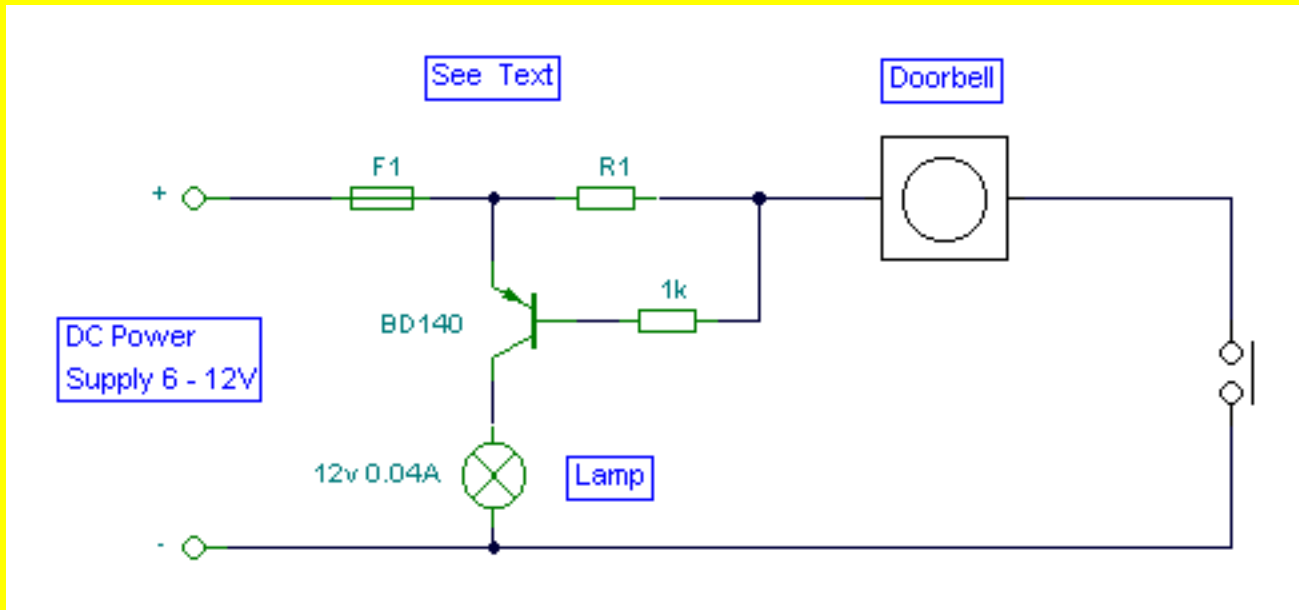 See Text
Doorbell
F1
R1
+
1k
BD140
DC Power
Supply 6 - 12V
12v 0.04A
Lamp
-